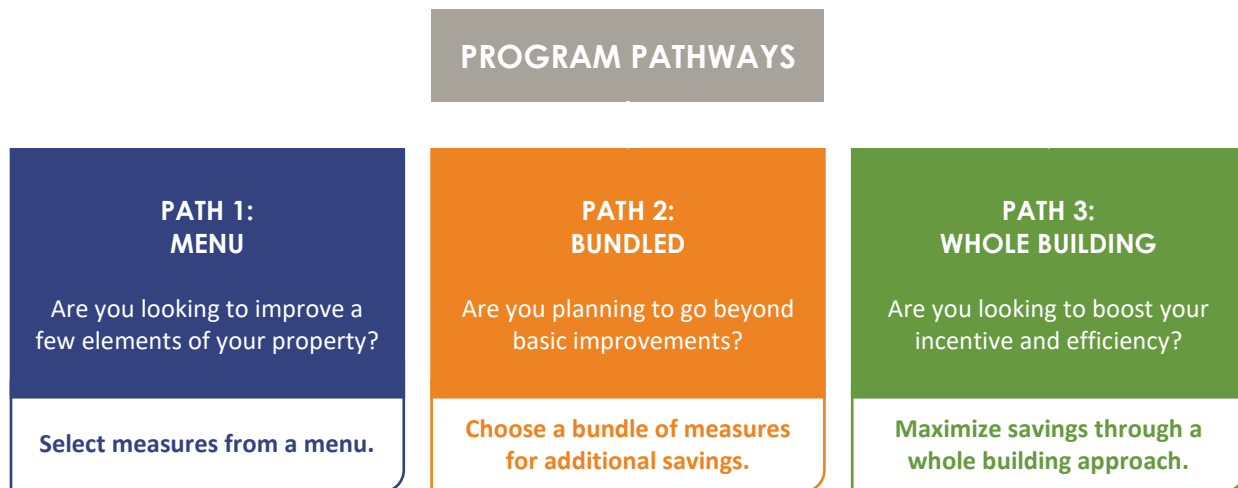 PROGRAM PATHWAYS
PATH 1:
MENU
Are you looking to improve a
few elements of your property?
Select measures from a menu.
PATH 2:
BUNDLED
Are you planning to go beyond
basic improvements?
Choose a bundle of measures
for additional savings.
PATH 3:
WHOLE BUILDING
Are you looking to boost your
incentive and efficiency?
Maximize savings through a
whole building approach.